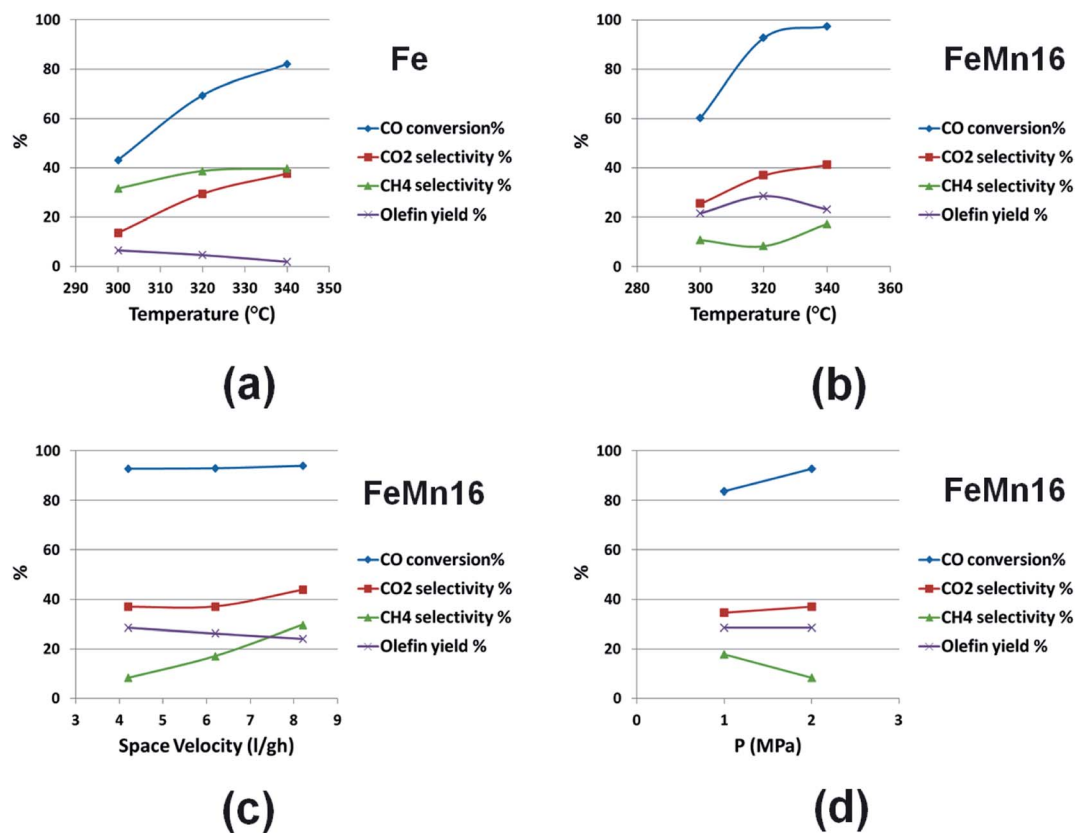 100
80
60
40
20
0
%
290 300 310 320 330 340 350
Temperature (°C)
Fe
CO conversion%
CO2 selectivity %
CH4 selectivity %
Olefin yield %
(a)
100
80
60
40
20
0
%
280 300 320 340 360
Temperature (°C)
FeMn16
CO conversion%
CO2 selectivity %
CH4 selectivity %
Olefin yield %
(b)
100
80
60
40
20
0
%
3 4 5 6 7 8 9
Space Velocity (l/gh)
FeMn16
CO conversion%
CO2 selectivity %
CH4 selectivity %
Olefin yield %
(c)
100
80
60
40
20
0
%
0 1 2 3
P (MPa)
FeMn16
CO conversion%
CO2 selectivity %
CH4 selectivity %
Olefin yield %
(d)